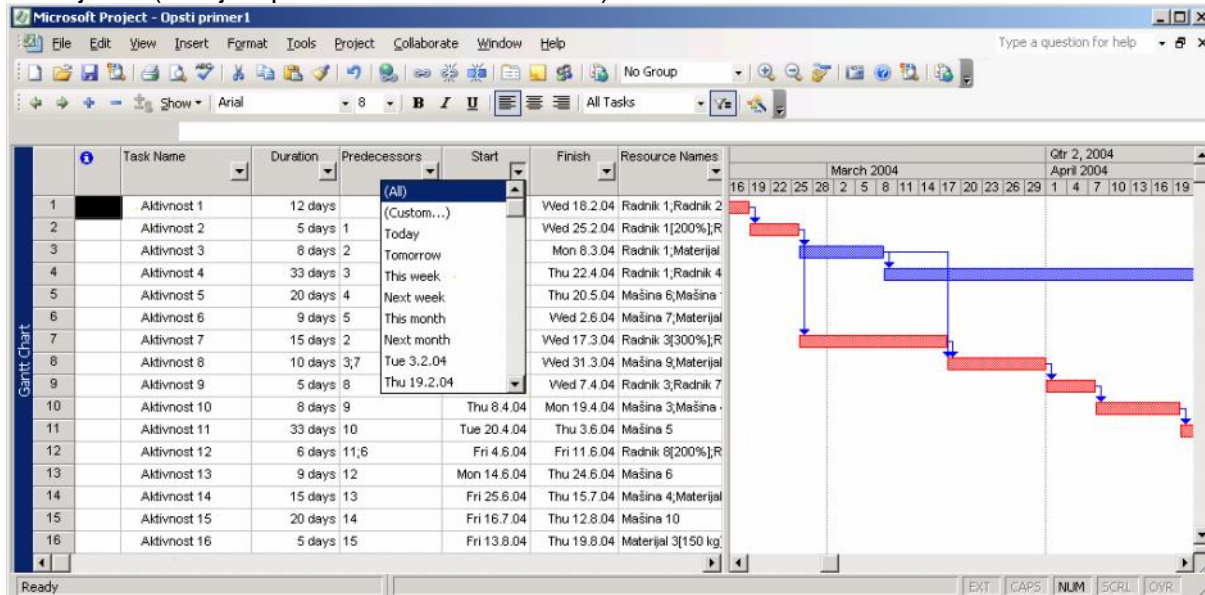 Microsoft Project - Opsti primer1
File Edit View Insert Format Tools Project Collaborate Window Help Type a question for help
No Group
Show Arial 8 B I U All Tasks
Task Name Duration Predecessors Start Finish Resource Names Qtr 2, 2004
March 2004 April 2004
16 19 22 25 28 2 5 8 11 14 17 20 23 26 29 1 4 7 10 13 16 19
(All)
(Custom...)
Today
Tomorrow
This week
Next week
This month
Next month
Tue 3.2.04
Thu 19.2.04
1 Aktivnost 1 12 days Wed 18.2.04 Radnik 1;Radnik 2
2 Aktivnost 2 5 days 1 Wed 25.2.04 Radnik 1[200%];R
3 Aktivnost 3 8 days 2 Mon 8.3.04 Radnik 1;Materijal
4 Aktivnost 4 33 days 3 Thu 22.4.04 Radnik 1;Radnik 4
5 Aktivnost 5 20 days 4 Thu 20.5.04 Mašina 6;Mašina
6 Aktivnost 6 9 days 5 Wed 2.6.04 Mašina 7;Materijal
7 Aktivnost 7 15 days 2 Wed 17.3.04 Radnik 3[300%];R
8 Aktivnost 8 10 days 3;7 Wed 31.3.04 Mašina 9;Materijal
9 Aktivnost 9 5 days 8 Wed 7.4.04 Radnik 3;Radnik 7
10 Aktivnost 10 8 days 9 Thu 8.4.04 Mon 19.4.04 Mašina 3;Mašina
11 Aktivnost 11 33 days 10 Tue 20.4.04 Thu 3.6.04 Mašina 5
12 Aktivnost 12 6 days 11;6 Fri 4.6.04 Fri 11.6.04 Radnik 8[200%];R
13 Aktivnost 13 9 days 12 Mon 14.6.04 Thu 24.6.04 Mašina 6
14 Aktivnost 14 15 days 13 Fri 25.6.04 Thu 15.7.04 Mašina 4;Materijal
15 Aktivnost 15 20 days 14 Fri 16.7.04 Thu 12.8.04 Mašina 10
16 Aktivnost 16 5 days 15 Fri 13.8.04 Thu 19.8.04 Materijal 3[150 kg]
Gantt Chart
Ready EXT CAPS NUM SCRL OVR